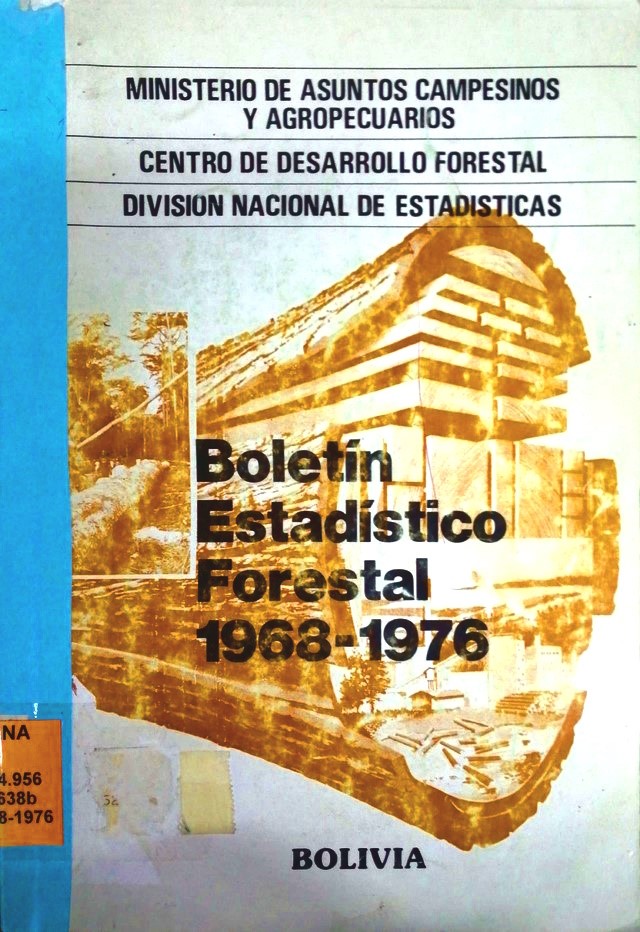 MINISTERIO DE ASUNTOS CAMPESINOS
Y AGROPECUARIOS
CENTRO DE DESARROLLO FORESTAL
DIVISION NACIONAL DE ESTADISTICAS
Boletín
Estadístico
Forestal
1968-1976
NA
4.956
638b
8-1976
BOLIVIA